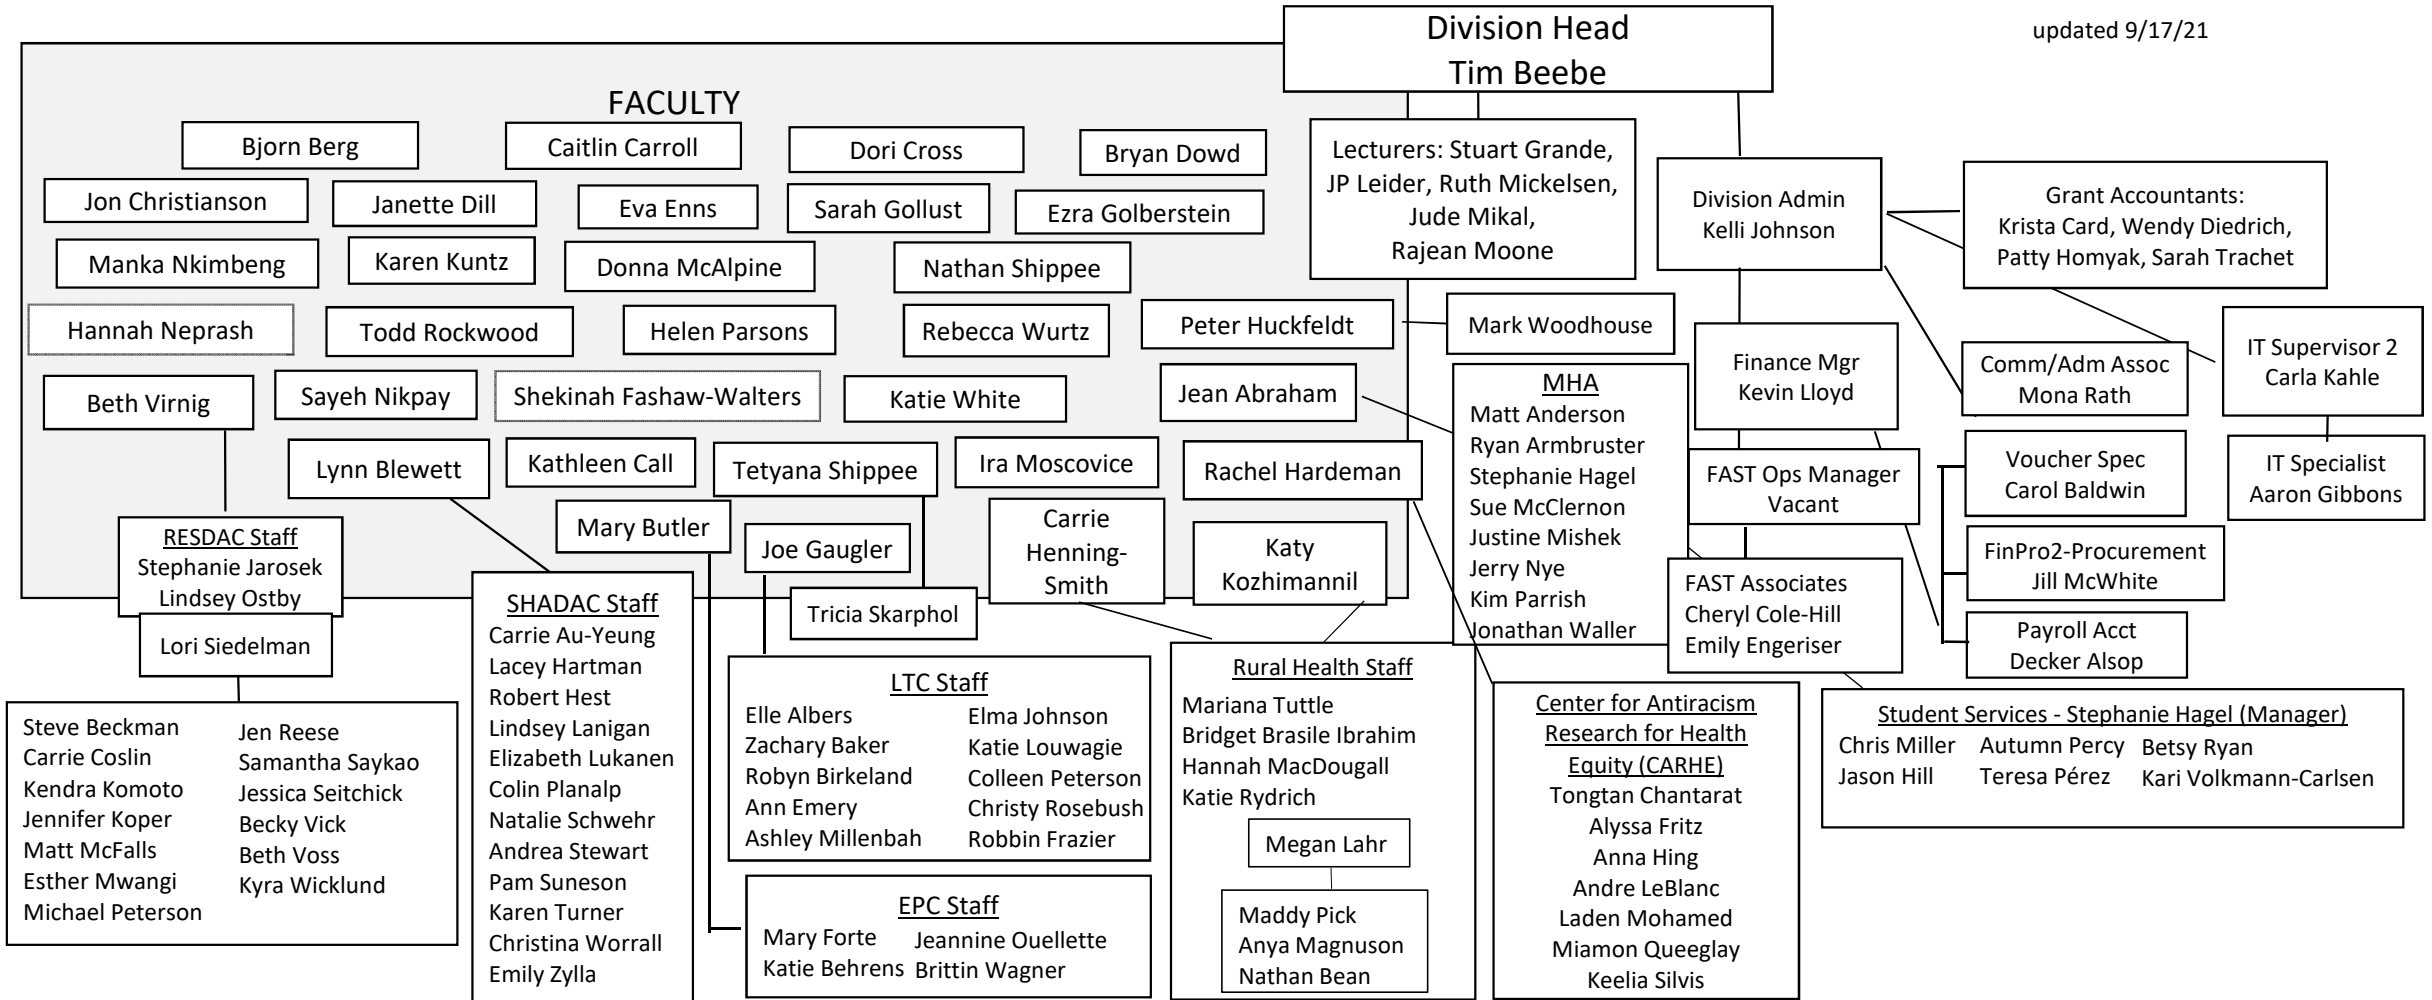 Division Head
Tim Beebe
updated 9/17/21
FACULTY
Bjorn Berg
Caitlin Carroll
Dori Cross
Bryan Dowd
Jon Christianson
Janette Dill
Eva Enns
Sarah Gollust
Ezra Golberstein
Manka Nkimbeng
Karen Kuntz
Donna McAlpine
Nathan Shippee
Hannah Neprash
Todd Rockwood
Helen Parsons
Rebecca Wurtz
Peter Huckfeldt
Mark Woodhouse
Beth Virnig
Sayeh Nikpay
Shekinah Fashaw-Walters
Katie White
Jean Abraham
Lynn Blewett
Kathleen Call
Tetyana Shippee
Ira Moscovice
Rachel Hardeman
Mary Butler
Joe Gaugler
Carrie
Henning-
Smith
Katy
Kozhimannil
Lecturers: Stuart Grande,
JP Leider, Ruth Mickelsen,
Jude Mikal,
Rajean Moone
Division Admin
Kelli Johnson
Grant Accountants:
Krista Card, Wendy Diedrich,
Patty Homyak, Sarah Trachet
Finance Mgr
Kevin Lloyd
Comm/Adm Assoc
Mona Rath
IT Supervisor 2
Carla Kahle
IT Specialist
Aaron Gibbons
FAST Ops Manager
Vacant
Voucher Spec
Carol Baldwin
FinPro2-Procurement
Jill McWhite
Payroll Acct
Decker Alsop
FAST Associates
Cheryl Cole-Hill
Emily Engeriser
MHA
Matt Anderson
Ryan Armbruster
Stephanie Hagel
Sue McClernon
Justine Mishek
Jerry Nye
Kim Parrish
Jonathan Waller
RESDAC Staff
Stephanie Jarosek
Lindsey Ostby
Lori Siedelman
Steve Beckman
Carrie Coslin
Kendra Komoto
Jennifer Koper
Matt McFalls
Esther Mwangi
Michael Peterson
Jen Reese
Samantha Saykao
Jessica Seitchick
Becky Vick
Beth Voss
Kyra Wicklund
SHADAC Staff
Carrie Au-Yeung
Lacey Hartman
Robert Hest
Lindsey Lanigan
Elizabeth Lukanen
Colin Planalp
Natalie Schwehr
Andrea Stewart
Pam Suneson
Karen Turner
Christina Worrall
Emily Zylla
Tricia Skarphol
LTC Staff
Elle Albers
Zachary Baker
Robyn Birkeland
Ann Emery
Ashley Millenbah
Elma Johnson
Katie Louwagie
Colleen Peterson
Christy Rosebush
Robbin Frazier
EPC Staff
Mary Forte
Katie Behrens
Jeannine Ouellette
Brittin Wagner
Rural Health Staff
Mariana Tuttle
Bridget Brasile Ibrahim
Hannah MacDougall
Katie Rydrich
Megan Lahr
Maddy Pick
Anya Magnuson
Nathan Bean
Center for Antiracism
Research for Health
Equity (CARHE)
Tongtan Chantarat
Alyssa Fritz
Anna Hing
Andre LeBlanc
Laden Mohamed
Miamon Queeglay
Keelia Silvis
Student Services - Stephanie Hagel (Manager)
Chris Miller
Jason Hill
Autumn Percy
Teresa Pérez
Betsy Ryan
Kari Volkmann-Carlsen